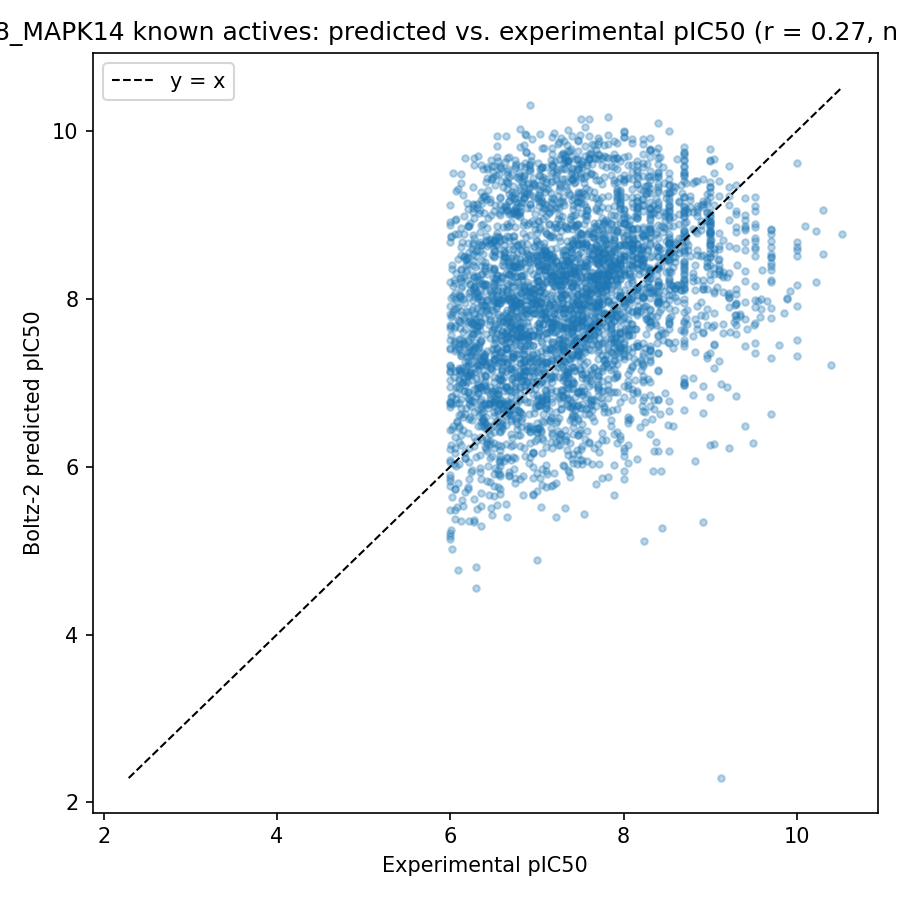 8_MAPK14 known actives: predicted vs. experimental pIC50 (r = 0.27, n
y = x
10
8
6
4
2
Boltz-2 predicted pIC50
2
4
6
8
10
Experimental pIC50